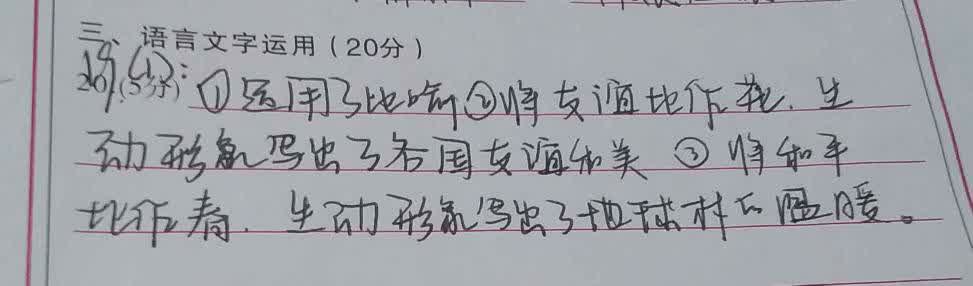 三、语言文字运用（20分）
20.(5分): ①运用了比喻②将友谊比作花，生
动形象写出了各国友谊和美 ③将和平
比作春，生动形象写出了地球村的温暖。